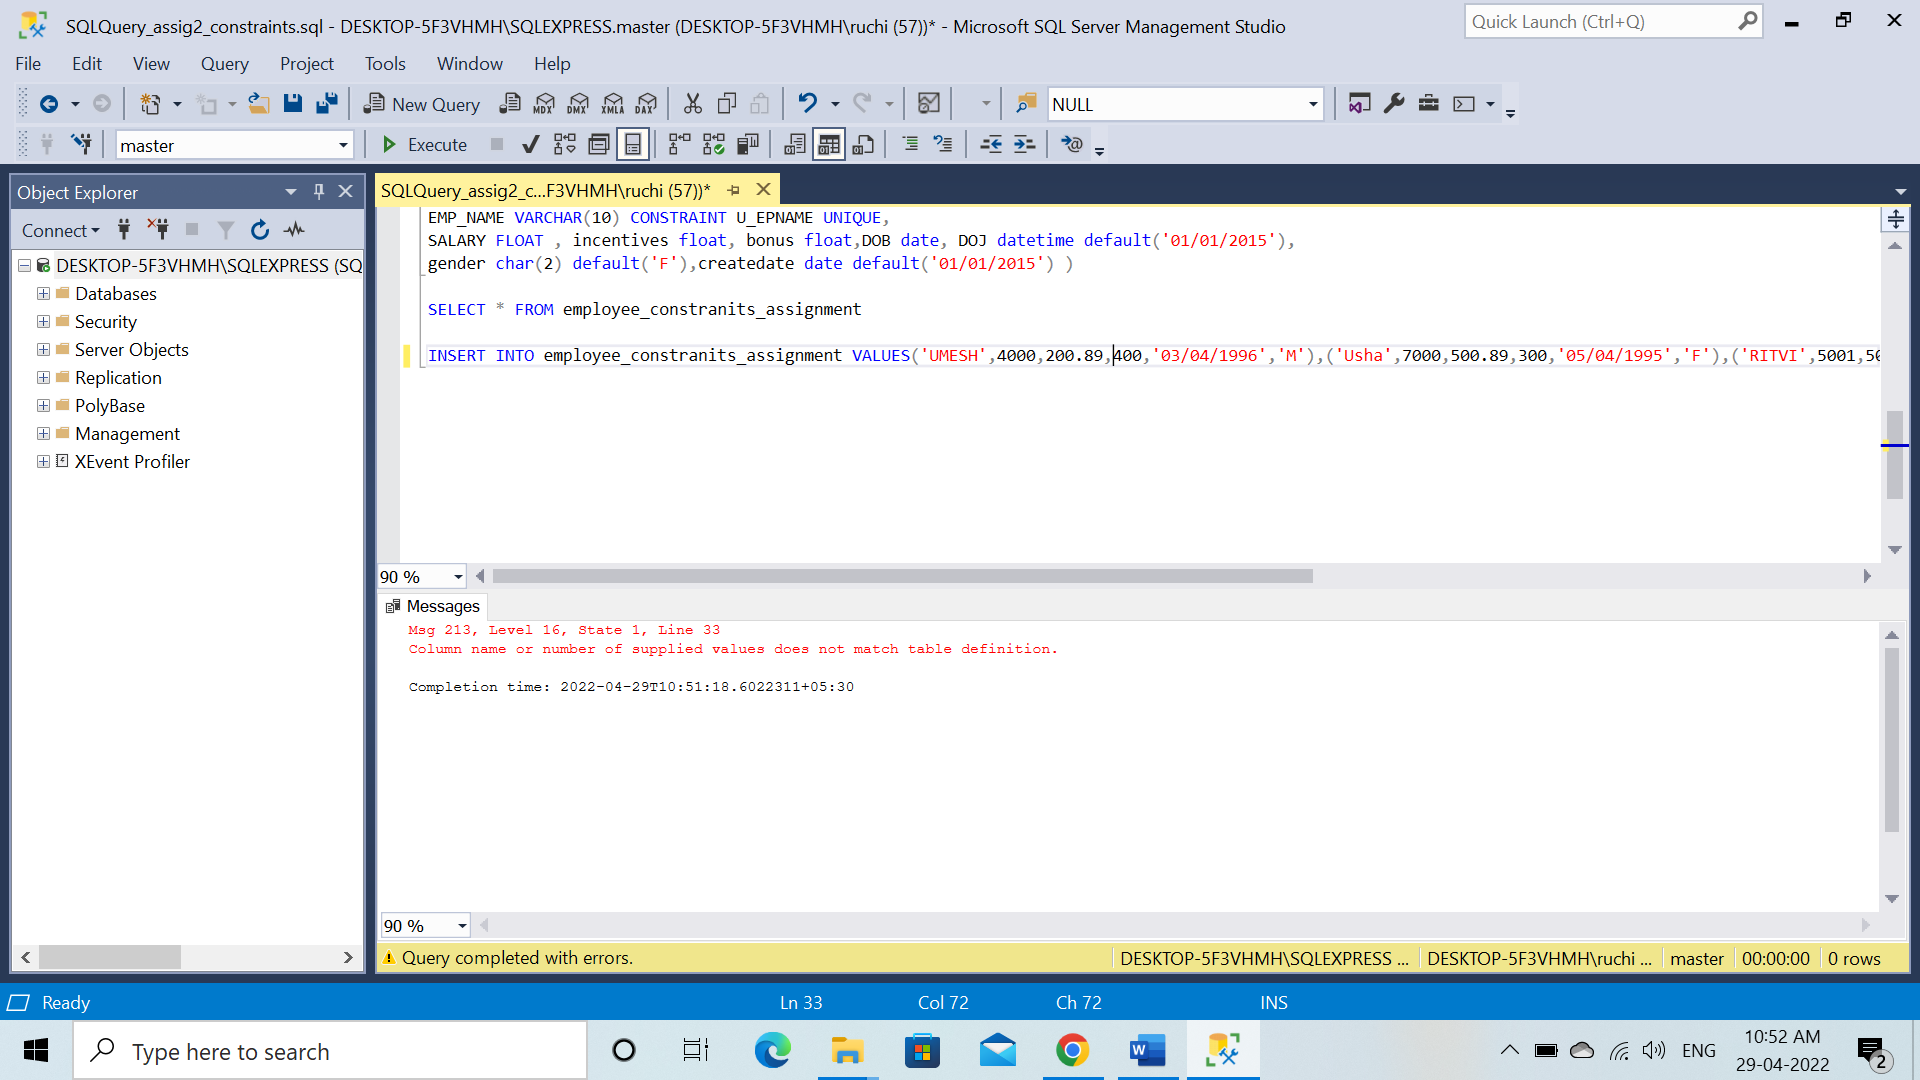 SQLQuery_assig2_constraints.sql - DESKTOP-5F3VHMH\SQLEXPRESS.master (DESKTOP-5F3VHMH\ruchi (57))* - Microsoft SQL Server Management Studio
Quick Launch (Ctrl+Q)
File Edit View Query Project Tools Window Help
New Query MDX DMX XMLA DAX NULL
master Execute
Object Explorer
Connect
DESKTOP-5F3VHMH\SQLEXPRESS (SQ
Databases
Security
Server Objects
Replication
PolyBase
Management
XEvent Profiler
SQLQuery_assig2_c...F3VHMH\ruchi (57))*
EMP_NAME VARCHAR(10) CONSTRAINT U_EPNAME UNIQUE,
SALARY FLOAT , incentives float, bonus float,DOB date, DOJ datetime default('01/01/2015'),
gender char(2) default('F'),createdate date default('01/01/2015') )
SELECT * FROM employee_constranits_assignment
INSERT INTO employee_constranits_assignment VALUES('UMESH',4000,200.89,400,'03/04/1996','M'),('Usha',7000,500.89,300,'05/04/1995','F'),('RITVI',5001,50
90 %
Messages
Msg 213, Level 16, State 1, Line 33
Column name or number of supplied values does not match table definition.
Completion time: 2022-04-29T10:51:18.6022311+05:30
90 %
Query completed with errors. DESKTOP-5F3VHMH\SQLEXPRESS ... DESKTOP-5F3VHMH\ruchi ... master 00:00:00 0 rows
Ready Ln 33 Col 72 Ch 72 INS
Type here to search
ENG
10:52 AM
29-04-2022
2